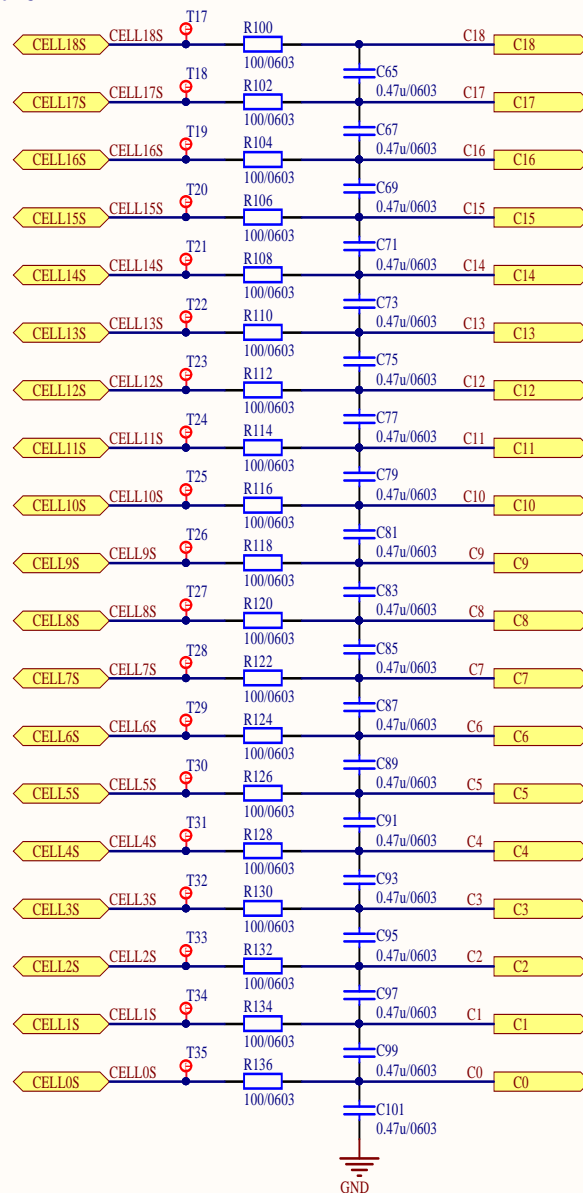 T17
CELL18S CELL18S R100 C18 C18
100/0603
C65
T18 0.47u/0603
CELL17S CELL17S R102 C17 C17
100/0603
C67
T19 0.47u/0603
CELL16S CELL16S R104 C16 C16
100/0603
C69
T20 0.47u/0603
CELL15S CELL15S R106 C15 C15
100/0603
C71
T21 0.47u/0603
CELL14S CELL14S R108 C14 C14
100/0603
C73
T22 0.47u/0603
CELL13S CELL13S R110 C13 C13
100/0603
C75
T23 0.47u/0603
CELL12S CELL12S R112 C12 C12
100/0603
C77
T24 0.47u/0603
CELL11S CELL11S R114 C11 C11
100/0603
C79
T25 0.47u/0603
CELL10S CELL10S R116 C10 C10
100/0603
C81
T26 0.47u/0603
CELL9S CELL9S R118 C9 C9
100/0603
C83
T27 0.47u/0603
CELL8S CELL8S R120 C8 C8
100/0603
C85
T28 0.47u/0603
CELL7S CELL7S R122 C7 C7
100/0603
C87
T29 0.47u/0603
CELL6S CELL6S R124 C6 C6
100/0603
C89
T30 0.47u/0603
CELL5S CELL5S R126 C5 C5
100/0603
C91
T31 0.47u/0603
CELL4S CELL4S R128 C4 C4
100/0603
C93
T32 0.47u/0603
CELL3S CELL3S R130 C3 C3
100/0603
C95
T33 0.47u/0603
CELL2S CELL2S R132 C2 C2
100/0603
C97
T34 0.47u/0603
CELL1S CELL1S R134 C1 C1
100/0603
C99
T35 0.47u/0603
CELL0S CELL0S R136 C0 C0
100/0603
C101
0.47u/0603
GND